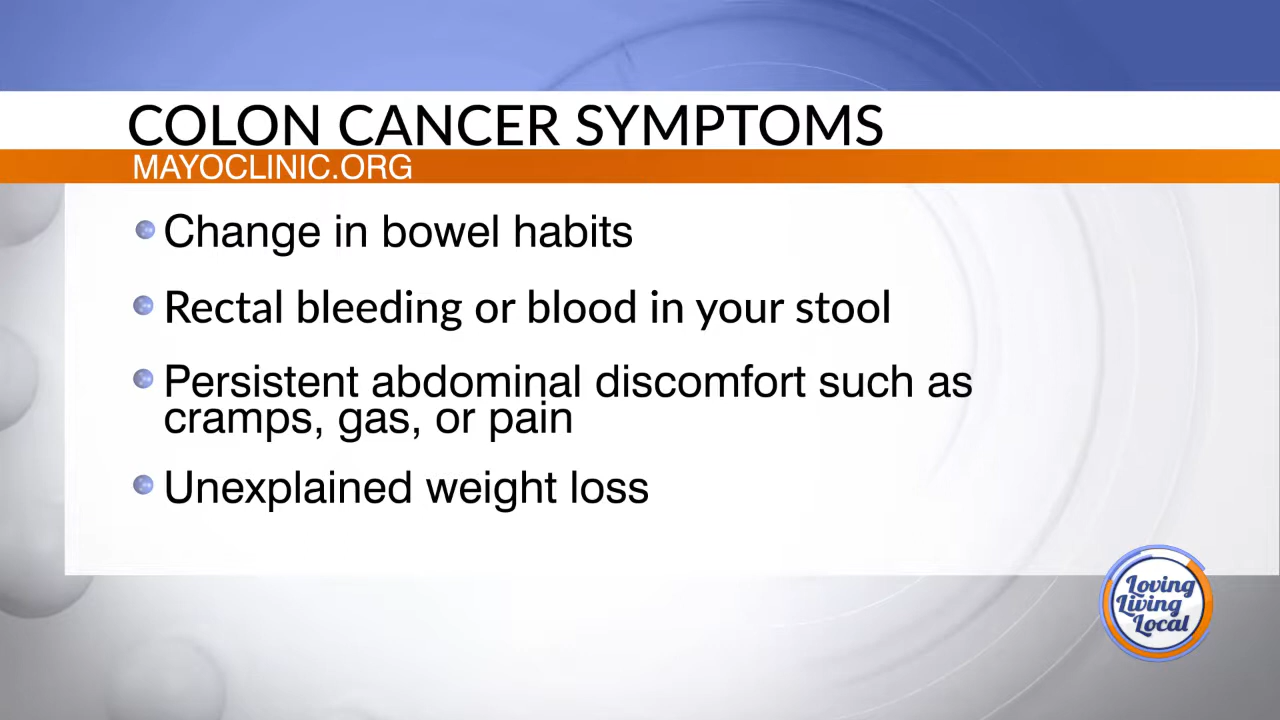 COLON CANCER SYMPTOMS
MAYOCLINIC.ORG
Change in bowel habits
Rectal bleeding or blood in your stool
Persistent abdominal discomfort such as
cramps, gas, or pain
Unexplained weight loss
Loving
Living
Local